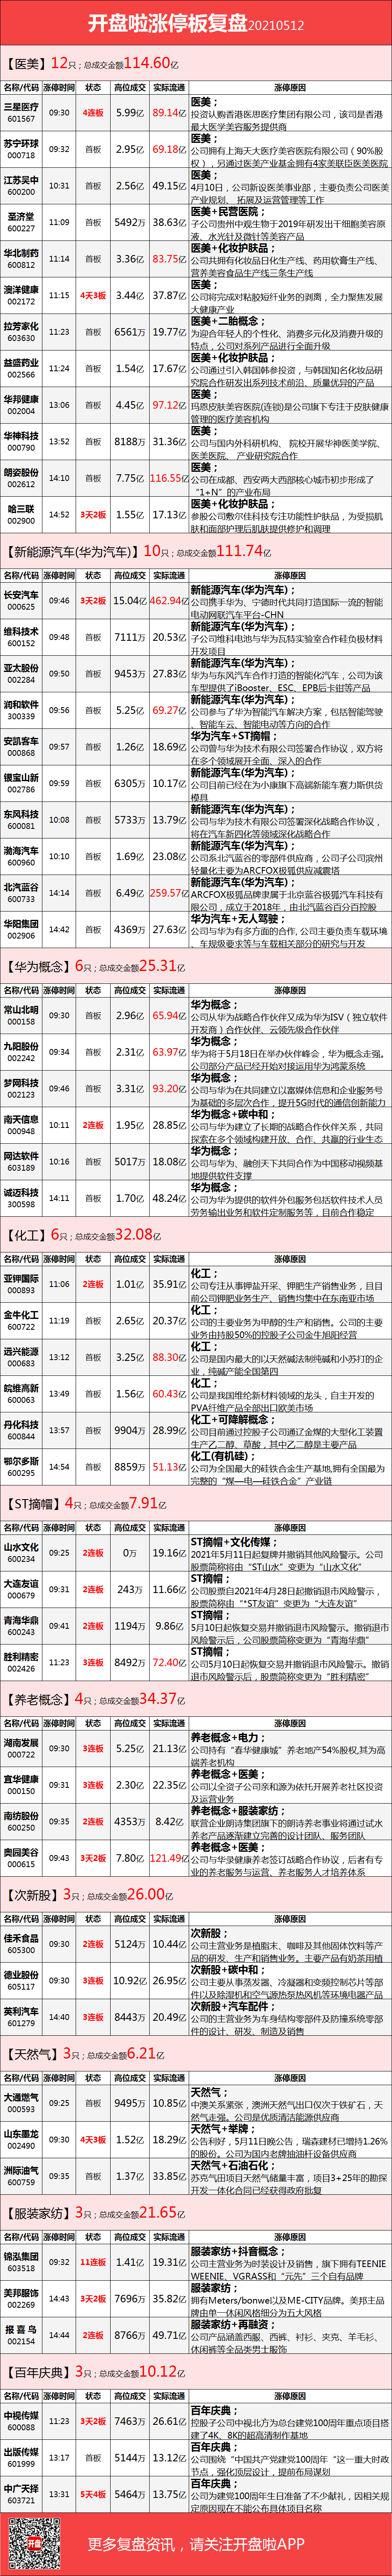 开盘啦涨停板复盘20210512
【医美】12只；总成交金额114.60亿
名称/代码 涨停时间 状态 高位成交 实际流通 涨停原因
三星医疗 601567 09:30 4连板 5.99亿 89.14亿 医美；
投资认购香港医思医疗集团有限公司，该司是香港
最大医学美容服务提供商
苏宁环球 000718 09:32 首板 2.95亿 69.18亿 医美；
公司拥有上海天大医疗美容医院有限公司（90%股
权），另通过医美产业基金拥有4家美联臣医美医院
江苏吴中 600200 10:31 首板 2.56亿 49.15亿 医美；
4月10日，公司新设医美事业部，主要负责公司医美
产业规划、拓展及运营管理等工作
圣济堂 600227 11:09 首板 5492万 38.63亿 医美+民营医院；
子公司贵州中观生物于2019年研发出干细胞美容原
液、水光针及微针等美容产品
华北制药 600812 11:14 首板 3.36亿 83.75亿 医美+化妆护肤品；
公司共拥有化妆品日化生产线、药用软膏生产线、
营养美容食品生产线三条生产线
澳洋健康 002172 11:15 4天3板 3.44亿 37.87亿 医美；
公司将完成对粘胶短纤业务的剥离，全力聚焦发展
大健康产业
拉芳家化 603630 11:23 首板 6561万 19.77亿 医美+二胎概念；
为迎合年轻人的个性化、消费多元化及消费升级的
特点，公司对系列产品进行全面升级
益盛药业 002566 11:24 首板 1.54亿 17.67亿 医美+化妆护肤品；
公司通过引入韩国韩参投资，与韩国知名化妆品研
究院合作研发出系列技术前沿、质量优异的产品
华邦健康 002004 13:06 首板 4.45亿 97.12亿 医美；
玛恩皮肤美容医院(连锁)是公司旗下专注于皮肤健康
管理的医疗美容机构
华神科技 000790 13:52 首板 8188万 31.36亿 医美；
公司与国内外科研机构、院校开展华神医美学院、
医美医院、产业研究院合作
朗姿股份 002612 14:10 首板 7.75亿 116.55亿 医美；
公司在成都、西安两大西部核心城市初步形成了
“1+N”的产业布局
哈三联 002900 14:52 3天2板 1.55亿 17.13亿 医美+化妆护肤品；
参股公司敷尔佳科技专注功能性护肤品，为受损肌
肤和面部护理后肌肤提供修护和调理
【新能源汽车(华为汽车)】10只；总成交金额111.74亿
名称/代码 涨停时间 状态 高位成交 实际流通 涨停原因
长安汽车 000625 09:46 3天2板 15.04亿 462.94亿 新能源汽车(华为汽车)；
公司携手华为、宁德时代共同打造国际一流的智能
电动网联汽车平台-CHN
维科技术 600152 09:48 首板 7111万 20.53亿 新能源汽车(华为汽车)；
子公司维科电池与华为瓦特实验室合作硅负极材料
开发项目
亚太股份 002284 09:50 首板 9453万 27.83亿 新能源汽车(华为汽车)；
华为与东风汽车合作打造的智能化汽车，公司为该
车型提供了iBooster、ESC、EPB后卡钳等产品
润和软件 300339 09:56 首板 5.25亿 69.27亿 新能源汽车(华为汽车)；
公司参与了华为智能汽车解决方案，包括智能驾驶
、智能车云、智能电动等方向的合作
安凯客车 000868 09:57 首板 1.26亿 18.69亿 华为汽车+ST摘帽；
公司曾与华为技术有限公司签署合作协议，双方将
在多个领域展开全面、深入的合作
银宝山新 002786 09:59 首板 6305万 10.17亿 新能源汽车(华为汽车)；
公司目前已经在为小康旗下高端新能车赛力斯供货
模具
东风科技 600081 10:08 首板 5733万 13.79亿 新能源汽车(华为汽车)；
公司与华为技术有限公司签署深化战略合作协议，
将在汽车新四化等领域深化战略合作
渤海汽车 600960 10:10 首板 1.69亿 23.08亿 新能源汽车(华为汽车)；
公司系北汽蓝谷的零部件供应商，公司子公司滨州
轻量化主要为ARCFOX极狐供应减震塔
北汽蓝谷 600733 14:14 首板 6.49亿 259.57亿 新能源汽车(华为汽车)；
ARCFOX极狐品牌隶属于北京蓝谷极狐汽车科技有
限公司，成立于2018年，由北汽蓝谷百分百控股
华阳集团 002906 14:42 首板 4369万 27.63亿 华为汽车+无人驾驶；
公司与华为有多方面的合作, 公司主要负责车载环境
、车规级要求等与车载相关部分的研究与开发
【华为概念】6只；总成交金额25.31亿
名称/代码 涨停时间 状态 高位成交 实际流通 涨停原因
常山北明 000158 09:30 首板 2.96亿 65.94亿 华为概念；
公司从华为战略合作伙伴又成为华为ISV（独立软件
开发商）合作伙伴、云领先级合作伙伴
九阳股份 002242 09:34 首板 2.31亿 63.97亿 华为概念；
华为将于5月18日在举办伙伴峰会，华为概念走强。
公司部分产品已经开始对接运用华为鸿蒙系统
梦网科技 002123 09:46 首板 3.31亿 93.20亿 华为概念；
公司与华为在共同建立以富媒体信息和企业服务号
为基础的多层次合作，提升5G时代的通信创新能力
南天信息 000948 10:11 2连板 1.95亿 28.85亿 华为概念+碳中和；
公司与华为建立了长期的战略合作伙伴关系，共同
探索在多个领域构建开放、合作、共赢的行业生态
网达软件 603189 10:16 首板 5017万 18.08亿 华为概念；
公司与华为、融创天下共同合作为中国移动视频基
地提供软件支撑
诚迈科技 300598 14:11 首板 1.70亿 48.24亿 华为概念；
公司为华为提供的软件外包服务包括软件技术人员
劳务输出业务和软件定制服务等，目前合作稳定
【化工】6只；总成交金额32.08亿
名称/代码 涨停时间 状态 高位成交 实际流通 涨停原因
亚钾国际 000893 11:06 2连板 1.01亿 35.91亿 化工；
公司专注从事钾盐开采、钾肥生产销售业务，且目
前公司钾肥业务生产、销售均集中在东南亚市场
金牛化工 600722 11:19 首板 2.65亿 20.37亿 化工；
公司的主要业务为甲醇的生产和销售。公司的主要
业务由持股50%的控股子公司金牛旭阳经营
远兴能源 000683 13:12 首板 3.25亿 88.30亿 化工；
公司是国内最大的以天然碱法制纯碱和小苏打的企
业，纯碱产能全国第四
皖维高新 600063 13:49 首板 1.56亿 60.43亿 化工；
公司是我国维纶新材料领域的龙头，自主开发的
PVA纤维产品全部出口欧美市场
丹化科技 600844 13:57 首板 9904万 28.99亿 化工+可降解概念；
公司目前通过控股子公司通辽金煤的大型化工装置
生产乙二醇、草酸，其中乙二醇是主要产品
鄂尔多斯 600295 14:54 首板 8859万 51.13亿 化工(有机硅)；
公司为全国最大的硅铁合金生产基地,拥有全国最为
完整的“煤—电—硅铁合金”产业链
【ST摘帽】4只；总成交金额7.91亿
名称/代码 涨停时间 状态 高位成交 实际流通 涨停原因
山水文化 600234 09:25 2连板 0万 19.16亿 ST摘帽+文化传媒；
2021年5月11日起复牌并撤销其他风险警示。公司
股票简称将由“ST山水”变更为“山水文化”
大连友谊 000679 09:31 2连板 243万 11.66亿 ST摘帽；
公司股票自2021年4月28日起撤销退市风险警示，
股票简称由“*ST友谊”变更为“大连友谊”
青海华鼎 600243 09:41 2连板 1194万 9.86亿 ST摘帽；
5月10日起恢复交易并撤销退市风险警示。撤销退市
风险警示后，公司股票简称变更为“青海华鼎”
胜利精密 002426 11:23 3连板 8492万 72.40亿 ST摘帽；
公司5月10日起恢复交易并撤销退市风险警示。撤销
退市风险警示后，股票简称变更为“胜利精密”
【养老概念】4只；总成交金额34.37亿
名称/代码 涨停时间 状态 高位成交 实际流通 涨停原因
湖南发展 000722 09:30 3连板 5.25亿 21.13亿 养老概念+电力；
公司持有“春华健康城”养老地产54%股权,其为高
端养老机构
宜华健康 000150 09:31 3连板 2.30亿 22.35亿 养老概念+医美；
公司以全资子公司亲和源为依托开展养老社区投资
及运营业务
南纺股份 600250 09:35 2连板 4353万 8.42亿 养老概念+服装家纺；
联营企业朗诗集团旗下的朗诗养老事业将通过试水
养老产品逐渐建立完善的设计团队、服务团队
奥园美谷 000615 09:43 3天2板 7.80亿 121.49亿 养老概念+医美；
公司与华录健康养老签订战略合作协议，后者有专
业的养老服务与运营、养老服务人才培养体系
【次新股】3只；总成交金额26.00亿
名称/代码 涨停时间 状态 高位成交 实际流通 涨停原因
佳禾食品 605300 09:30 2连板 5124万 10.44亿 次新股；
公司主营业务是植脂末、咖啡及其他固体饮料等产
品的研发、生产和销售业务。主要产品有奶茶用植
德业股份 605117 09:30 3连板 10.92亿 26.95亿 次新股+碳中和；
公司主要从事蒸发器、冷凝器和变频控制芯片等部
件以及除湿机和空气源热泵热风机等环境电器产品
英利汽车 601279 14:40 3连板 8443万 20.49亿 次新股+汽车配件；
公司的主营业务为车身结构零部件及防撞系统零部
件的设计、研发、制造及销售
【天然气】3只；总成交金额6.21亿
名称/代码 涨停时间 状态 高位成交 实际流通 涨停原因
大通燃气 000593 09:25 首板 9495万 10.85亿 天然气；
中澳关系紧张，澳洲天然气出口仅次于铁矿石，天
然气走强。公司是优质清洁能源供应商
山东墨龙 002490 09:30 4天3板 1.52亿 18.29亿 天然气+举牌；
公告利好，5月11日晚公告，瑞森建材已增持1.26%
的股份。公司为国内老牌抽油杆设备供应商
洲际油气 600759 09:35 首板 1.37亿 33.85亿 天然气+石油石化；
苏克气田项目天然气储量丰富，项目3+25年的勘探
开发一体化合同已经获得政府批复
【服装家纺】3只；总成交金额21.65亿
名称/代码 涨停时间 状态 高位成交 实际流通 涨停原因
锦泓集团 603518 09:32 11连板 1.41亿 19.31亿 服装家纺+抖音概念；
公司主营业务为时装设计及销售，旗下拥有TEENIE
WEENIE、VGRASS和“元先”三个自有品牌
美邦服饰 002269 14:43 3天2板 7696万 35.82亿 服装家纺；
拥有Meters/bonwe以及ME-CITY品牌。美邦主品
牌由单一休闲风格细分为五大风格
报 喜 鸟 002154 14:44 2连板 8766万 49.71亿 服装家纺+再融资；
公司产品涵盖西服、西裤、衬衫、夹克、羊毛衫、
休闲裤等全品类男士服饰
【百年庆典】3只；总成交金额10.12亿
名称/代码 涨停时间 状态 高位成交 实际流通 涨停原因
中视传媒 600088 11:23 3天2板 7463万 26.61亿 百年庆典；
控股子公司中视北方为总台建党100周年重点项目搭
建了4K、8K的超高清制作基地
出版传媒 601999 13:17 首板 5144万 13.12亿 百年庆典；
公司围绕“中国共产党建党100周年“这一重大时政
节点，强化顶层设计，提前布局谋划
中广天择 603721 13:31 5天4板 5464万 13.75亿 百年庆典；
公司为建党100周年生日准备了不少献礼，因相关规
定原因现在不能公布具体项目名称
开盘
更多复盘资讯，请关注开盘啦APP